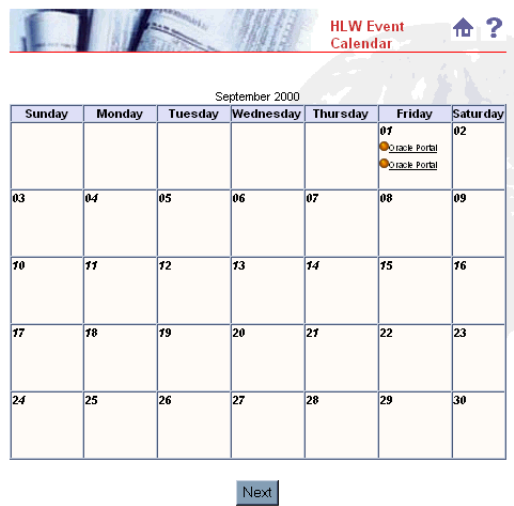 HLW Event
Calendar
?
September 2000
Sunday Monday Tuesday Wednesday Thursday Friday Saturday
01 02
Oracle Portal
Oracle Portal
03 04 05 06 07 08 09
10 11 12 13 14 15 16
17 18 19 20 21 22 23
24 25 26 27 28 29 30
Next